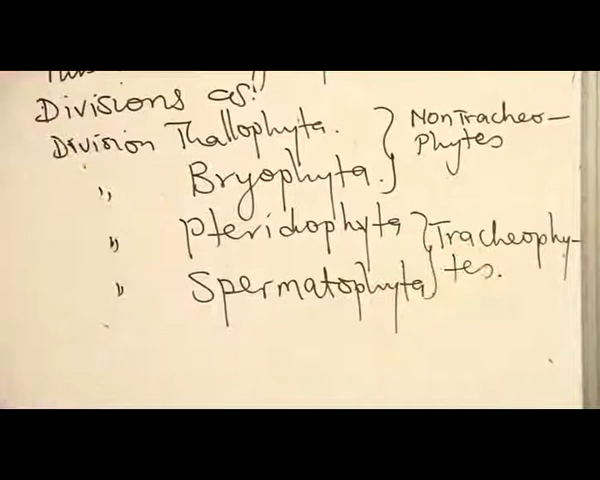 Divisions as:
Division Thallophyta. } NonTracheo-
" Bryophyta. } Phytes
" Pteridophyta } Tracheophy-
" Spermatophyta } tes.